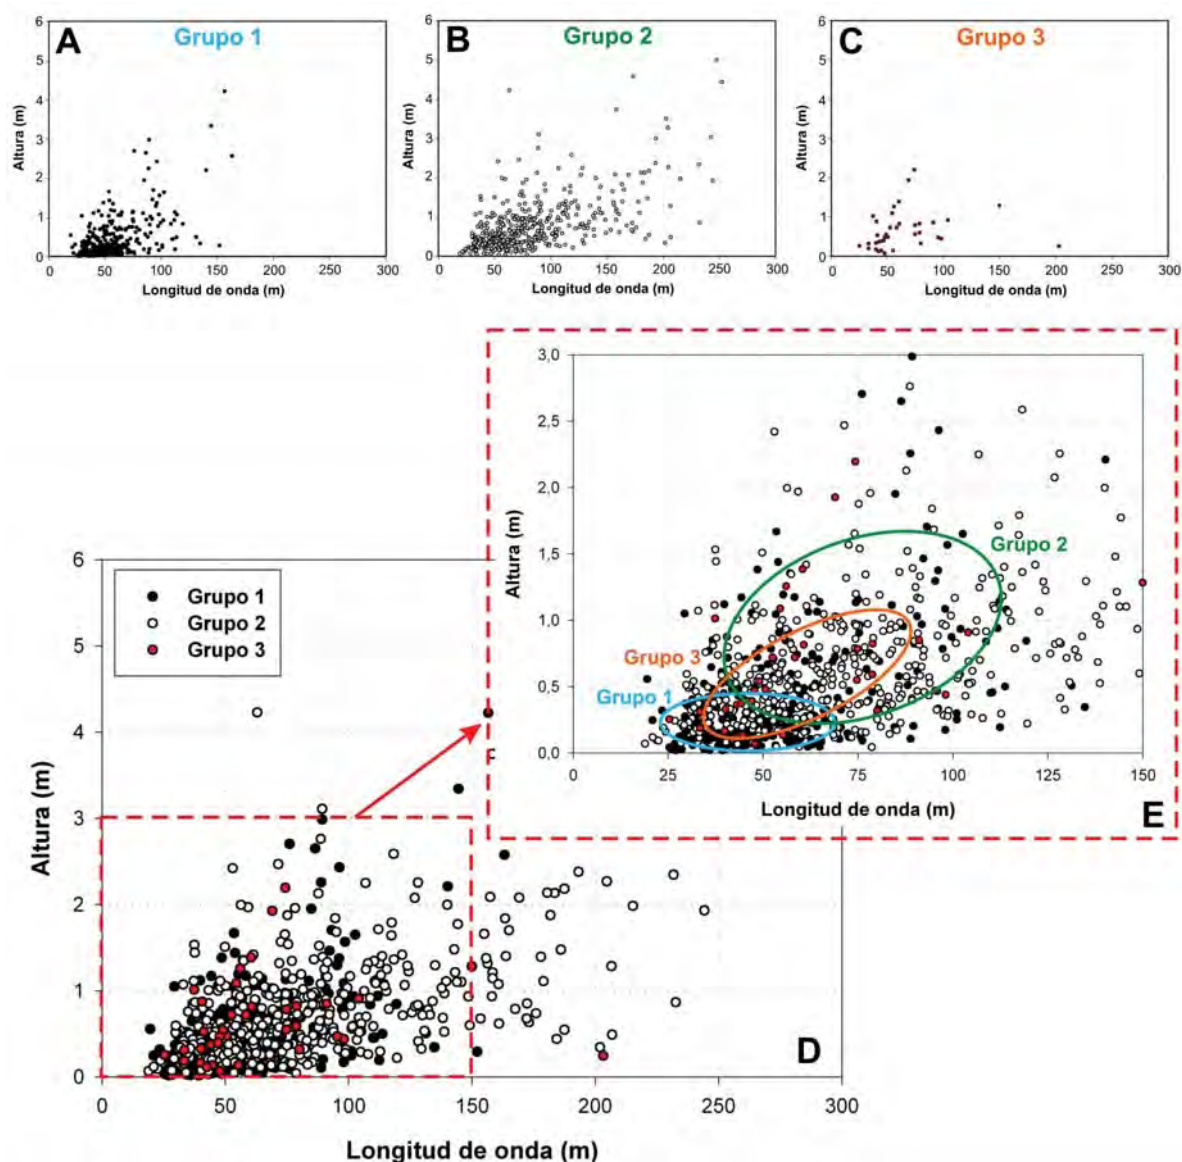 A
Grupo 1
Altura (m)
6
5
4
3
2
1
0
0 50 100 150 200 250 300
Longitud de onda (m)
B
Grupo 2
Altura (m)
6
5
4
3
2
1
0
0 50 100 150 200 250 300
Longitud de onda (m)
C
Grupo 3
Altura (m)
6
5
4
3
2
1
0
0 50 100 150 200 250 300
Longitud de onda (m)
Altura (m)
3,0
2,5
2,0
1,5
1,0
0,5
0,0
Grupo 2
Grupo 3
Grupo 1
0 25 50 75 100 125 150
Longitud de onda (m)
E
Grupo 1
Grupo 2
Grupo 3
Altura (m)
6
5
4
3
2
1
0
D
0 50 100 150 200 250 300
Longitud de onda (m)